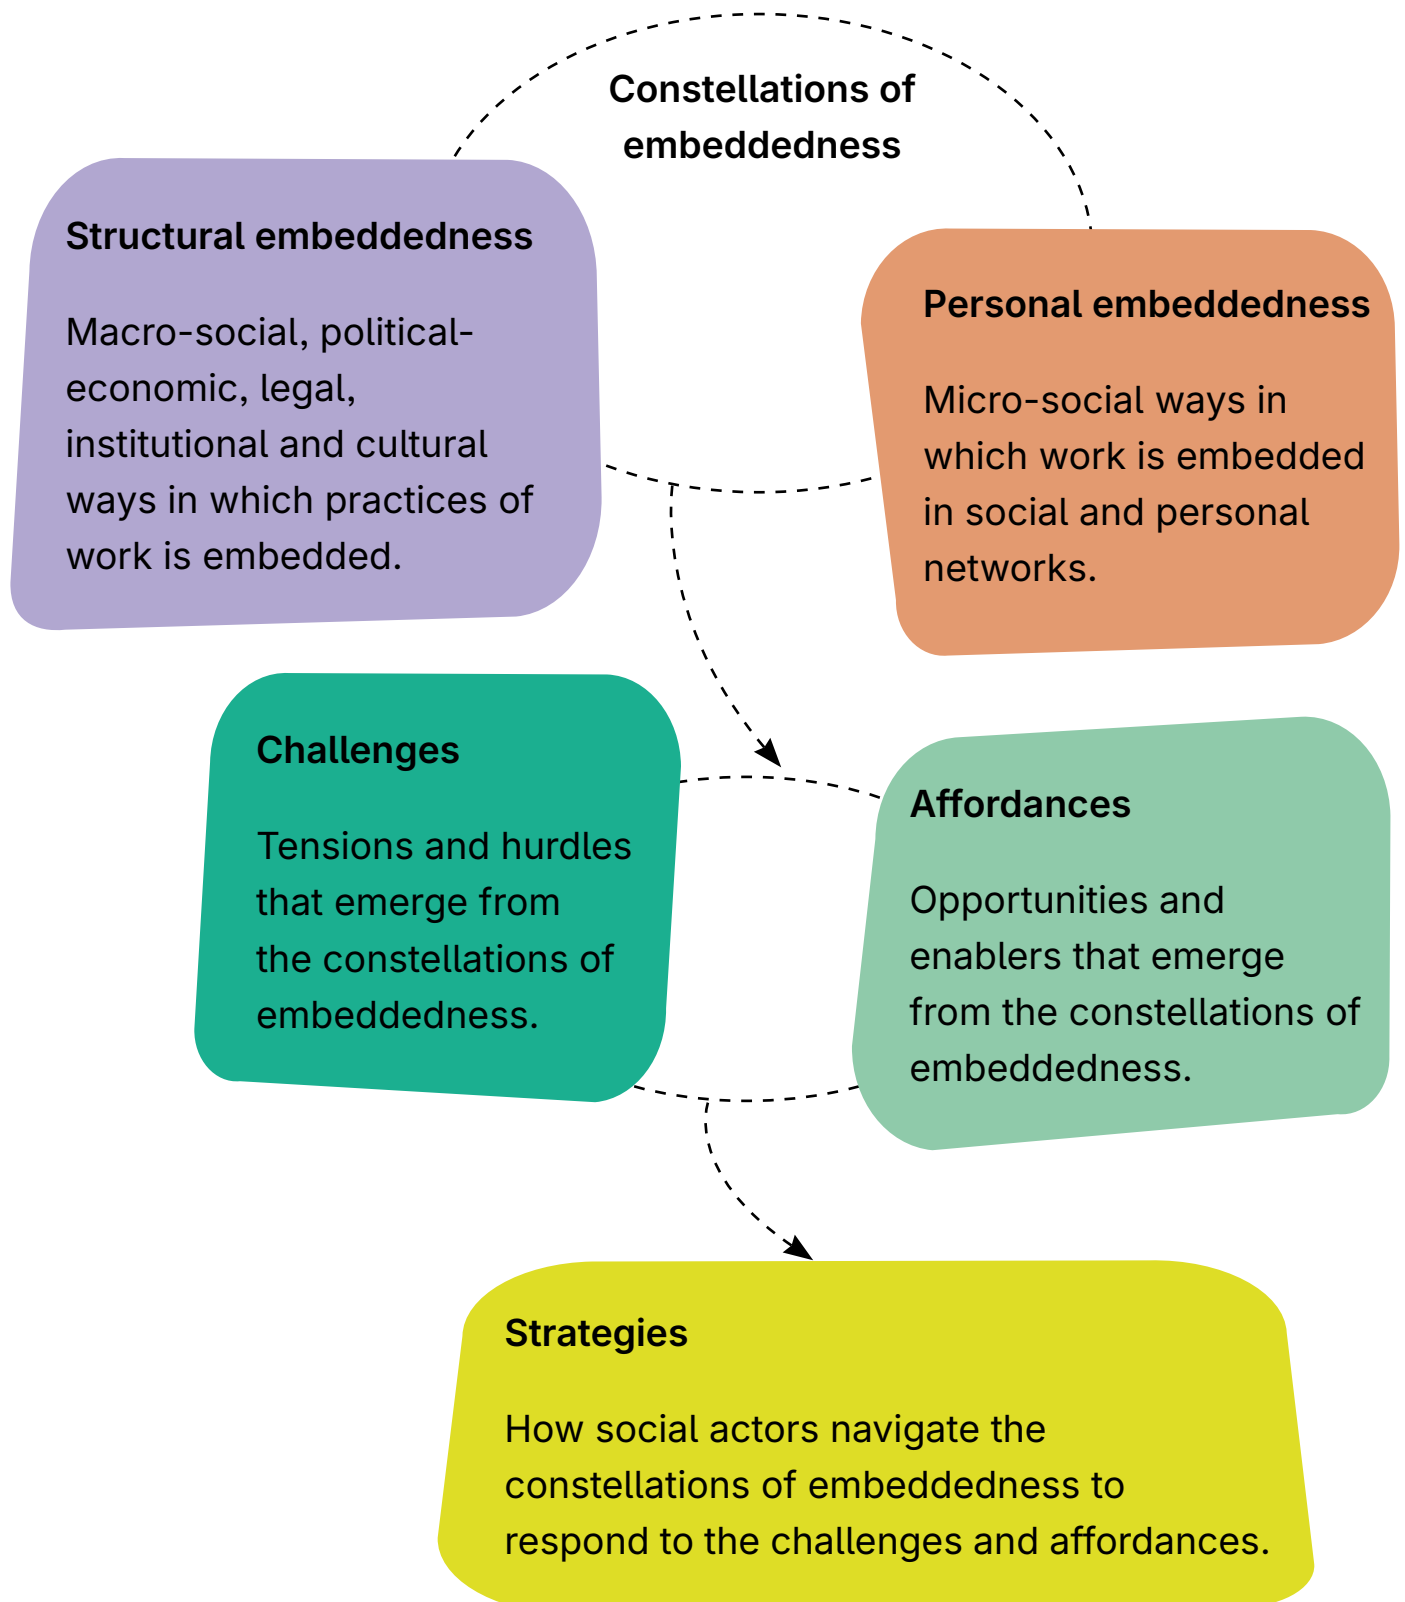 Constellations of
embeddedness
Structural embeddedness
Macro-social, political-
economic, legal,
institutional and cultural
ways in which practices of
work is embedded.
Personal embeddedness
Micro-social ways in
which work is embedded
in social and personal
networks.
Challenges
Tensions and hurdles
that emerge from
the constellations of
embeddedness.
Affordances
Opportunities and
enablers that emerge
from the constellations of
embeddedness.
Strategies
How social actors navigate the
constellations of embeddedness to
respond to the challenges and affordances.